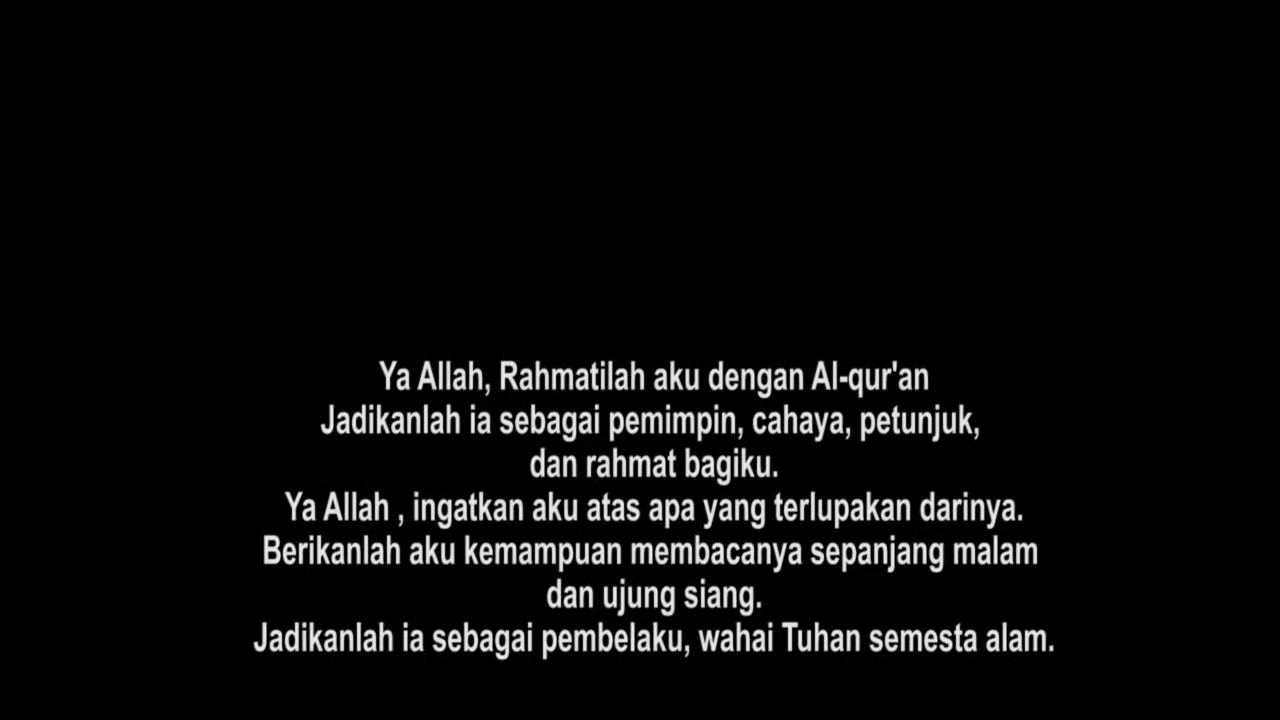 Ya Allah, Rahmatilah aku dengan Al-qur'an
Jadikanlah ia sebagai pemimpin, cahaya, petunjuk,
dan rahmat bagiku.
Ya Allah , ingatkan aku atas apa yang terlupakan darinya.
Berikanlah aku kemampuan membacanya sepanjang malam
dan ujung siang.
Jadikanlah ia sebagai pembelaku, wahai Tuhan semesta alam.